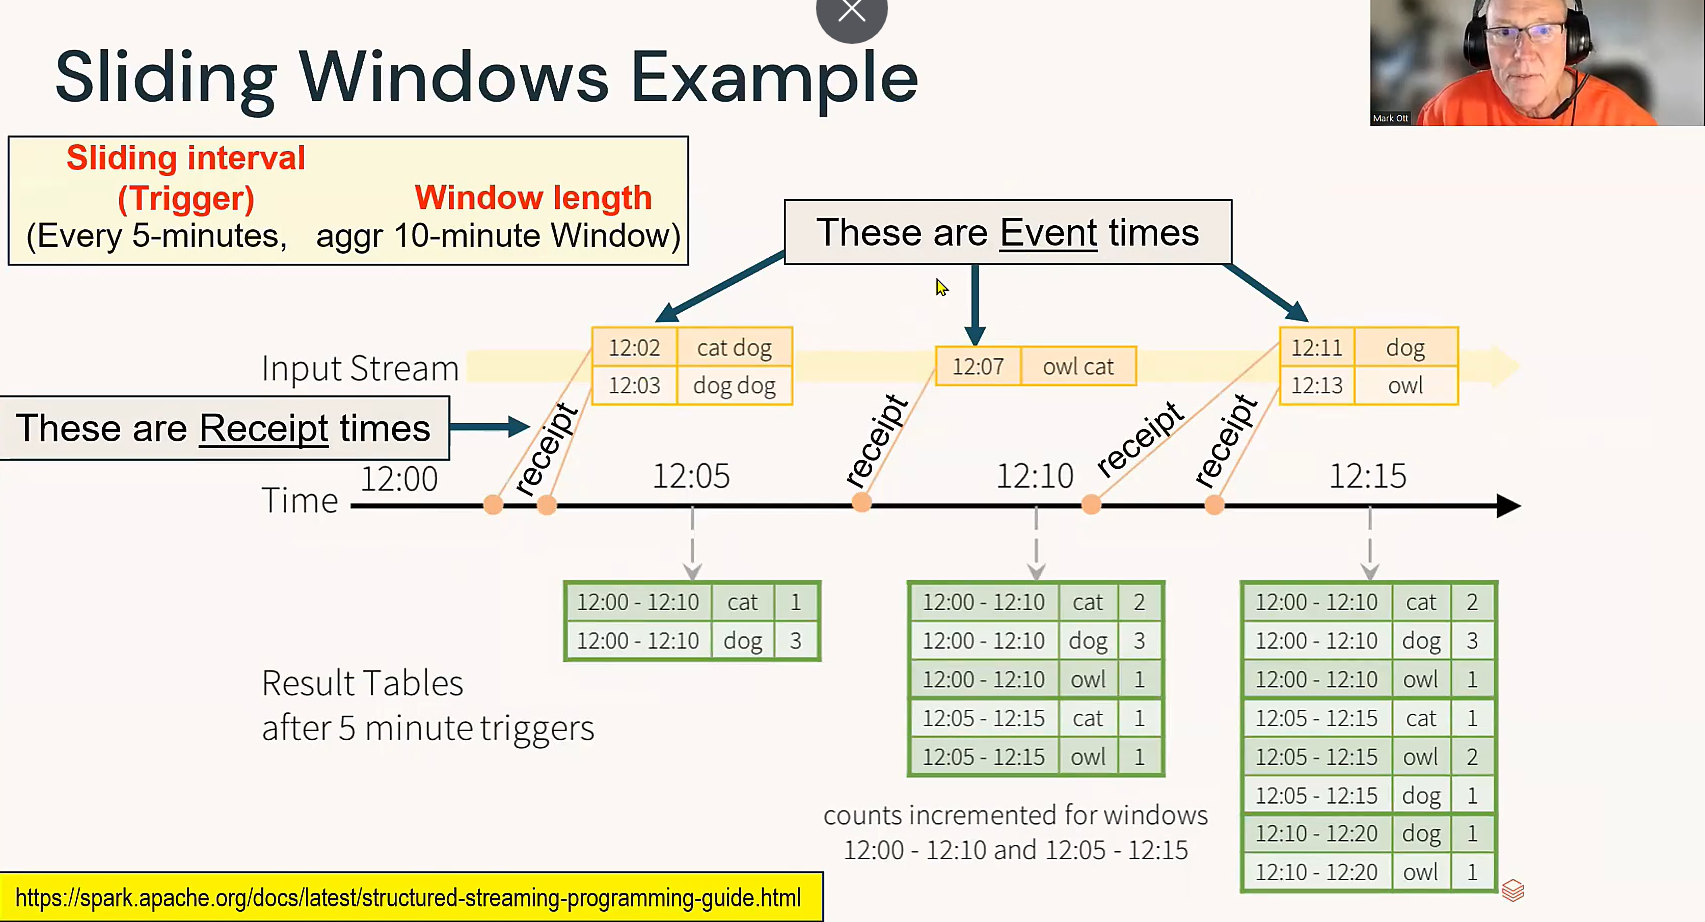 Sliding Windows Example
Mark Ott
Sliding interval
(Trigger) Window length
(Every 5-minutes, aggr 10-minute Window)
These are Event times
Input Stream
12:02 cat dog
12:03 dog dog
12:07 owl cat
12:11 dog
12:13 owl
These are Receipt times
receipt
receipt
receipt
receipt
Time
12:00 12:05 12:10 12:15
12:00 - 12:10 cat 1
12:00 - 12:10 dog 3
12:00 - 12:10 cat 2
12:00 - 12:10 dog 3
12:00 - 12:10 owl 1
12:05 - 12:15 cat 1
12:05 - 12:15 owl 1
12:00 - 12:10 cat 2
12:00 - 12:10 dog 3
12:00 - 12:10 owl 1
12:05 - 12:15 cat 1
12:05 - 12:15 owl 2
12:05 - 12:15 dog 1
12:10 - 12:20 dog 1
12:10 - 12:20 owl 1
Result Tables
after 5 minute triggers
counts incremented for windows
12:00 - 12:10 and 12:05 - 12:15
https://spark.apache.org/docs/latest/structured-streaming-programming-guide.html